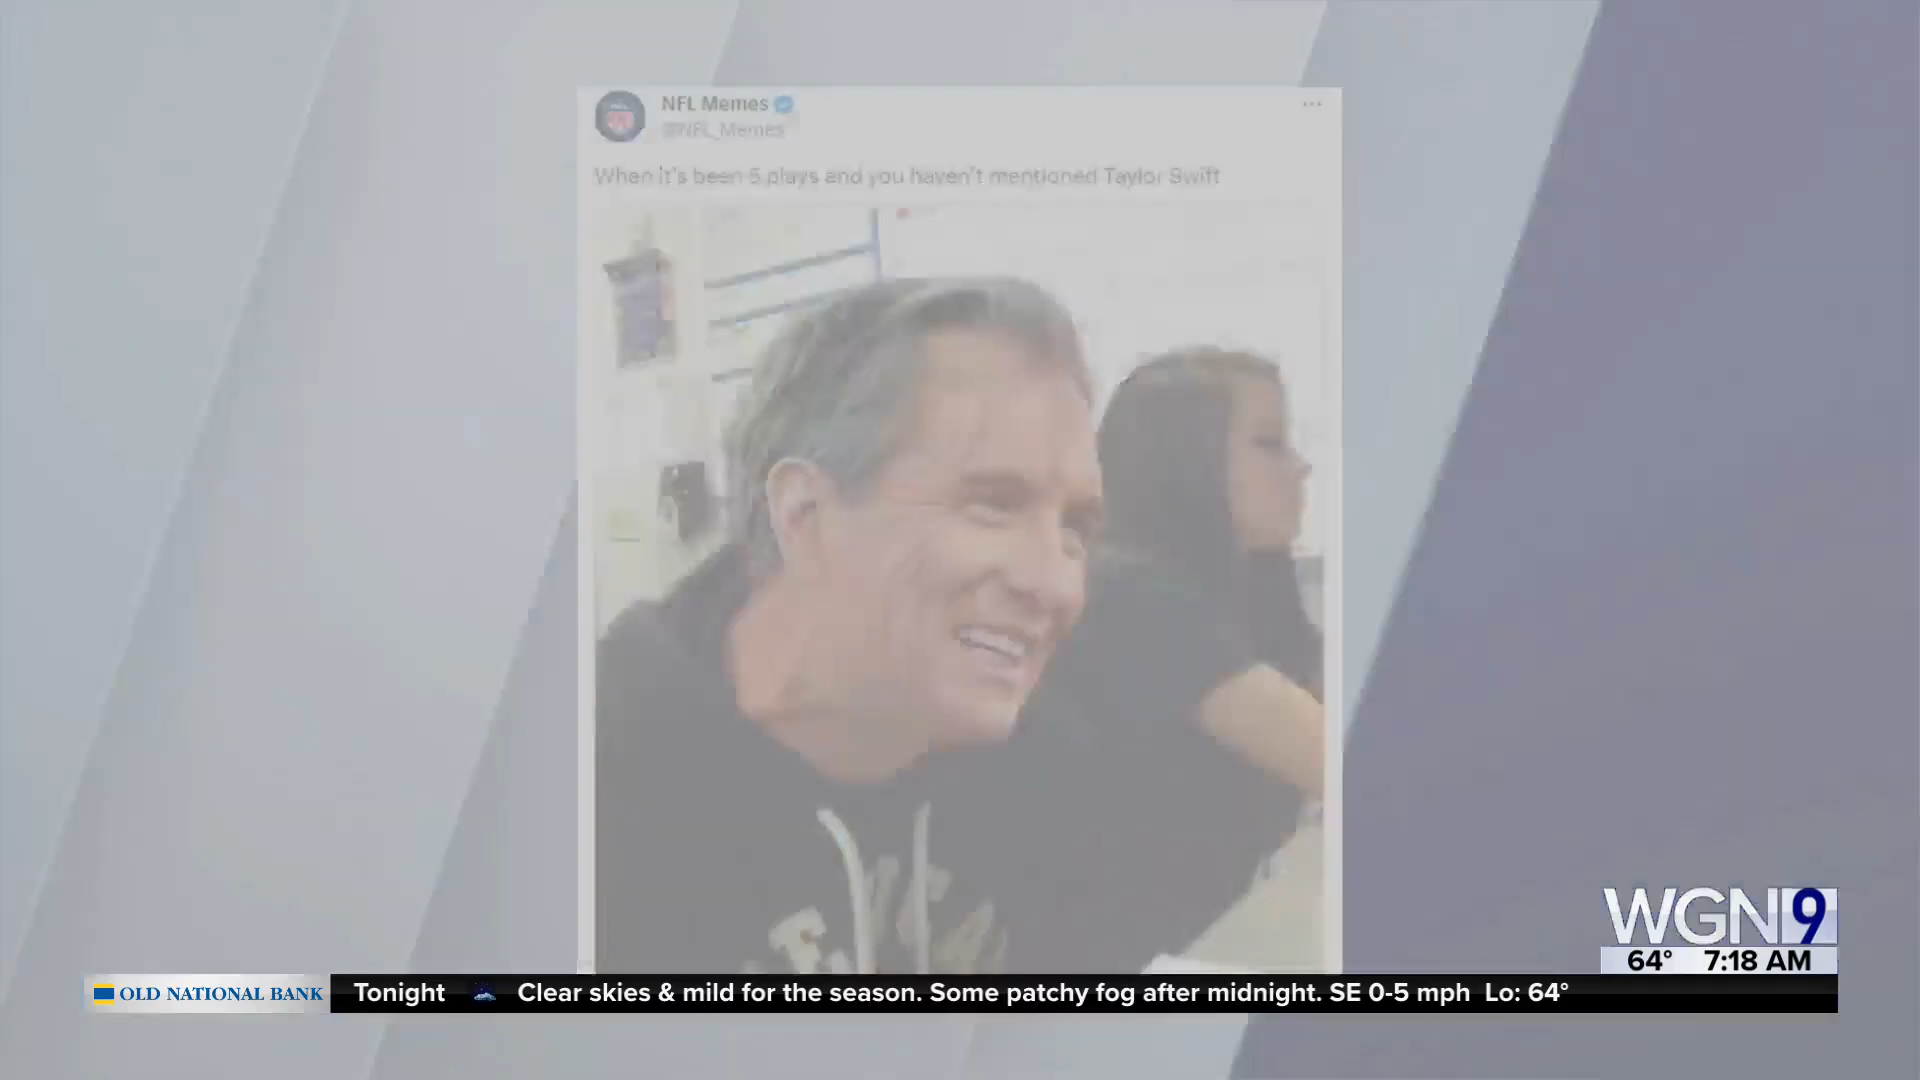 NFL Memes
@NFL_Memes
When it's been 5 plays and you haven't mentioned Taylor Swift
WGN9
64° 7:18 AM
OLD NATIONAL BANK
Tonight Clear skies & mild for the season. Some patchy fog after midnight. SE 0-5 mph Lo: 64°